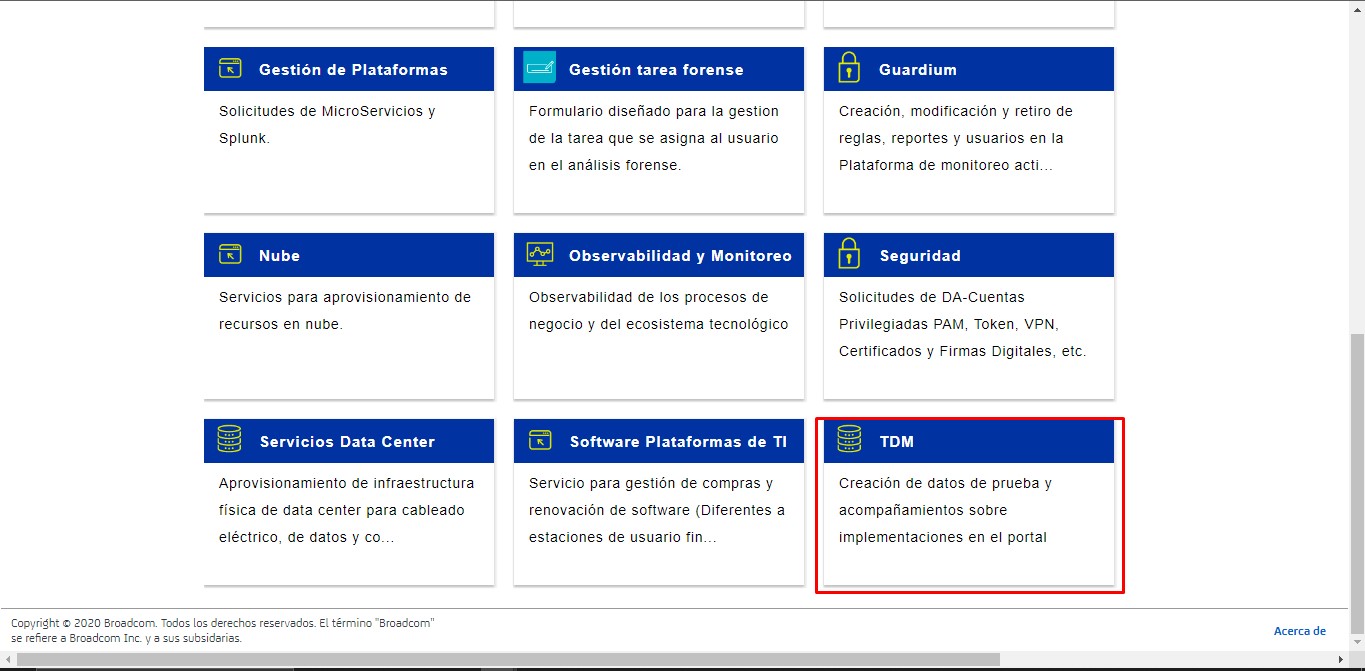 Gestión de Plataformas
Solicitudes de MicroServicios y
Splunk.
Gestión tarea forense
Formulario diseñado para la gestion
de la tarea que se asigna al usuario
en el análisis forense.
Guardium
Creación, modificación y retiro de
reglas, reportes y usuarios en la
Plataforma de monitoreo acti...
Nube
Servicios para aprovisionamiento de
recursos en nube.
Observabilidad y Monitoreo
Observabilidad de los procesos de
negocio y del ecosistema tecnológico
Seguridad
Solicitudes de DA-Cuentas
Privilegiadas PAM, Token, VPN,
Certificados y Firmas Digitales, etc.
Servicios Data Center
Aprovisionamiento de infraestructura
física de data center para cableado
eléctrico, de datos y co...
Software Plataformas de TI
Servicio para gestión de compras y
renovación de software (Diferentes a
estaciones de usuario fin...
TDM
Creación de datos de prueba y
acompañamientos sobre
implementaciones en el portal
Copyright © 2020 Broadcom. Todos los derechos reservados. El término "Broadcom"
se refiere a Broadcom Inc. y a sus subsidarias.
Acerca de